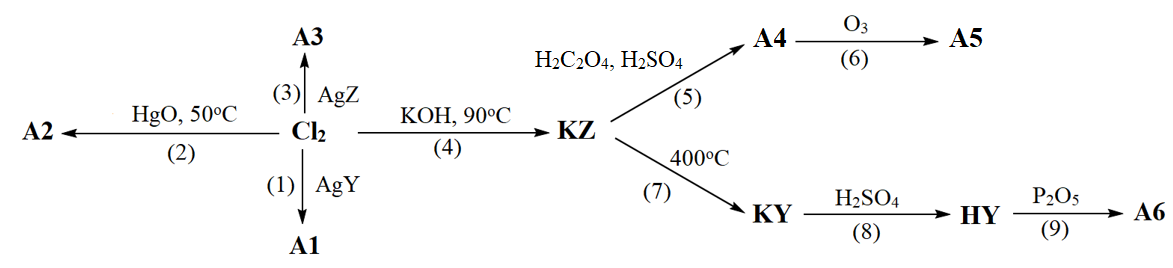 A3
A4
O₃
A5
(6)
H₂C₂O₄, H₂SO₄
(5)
(3) AgZ
HgO, 50°C
KOH, 90°C
A2
Cl₂
KZ
(2)
(4)
400°C
(7)
(1) AgY
H₂SO₄
P₂O₅
KY
HY
A6
(8)
(9)
A1